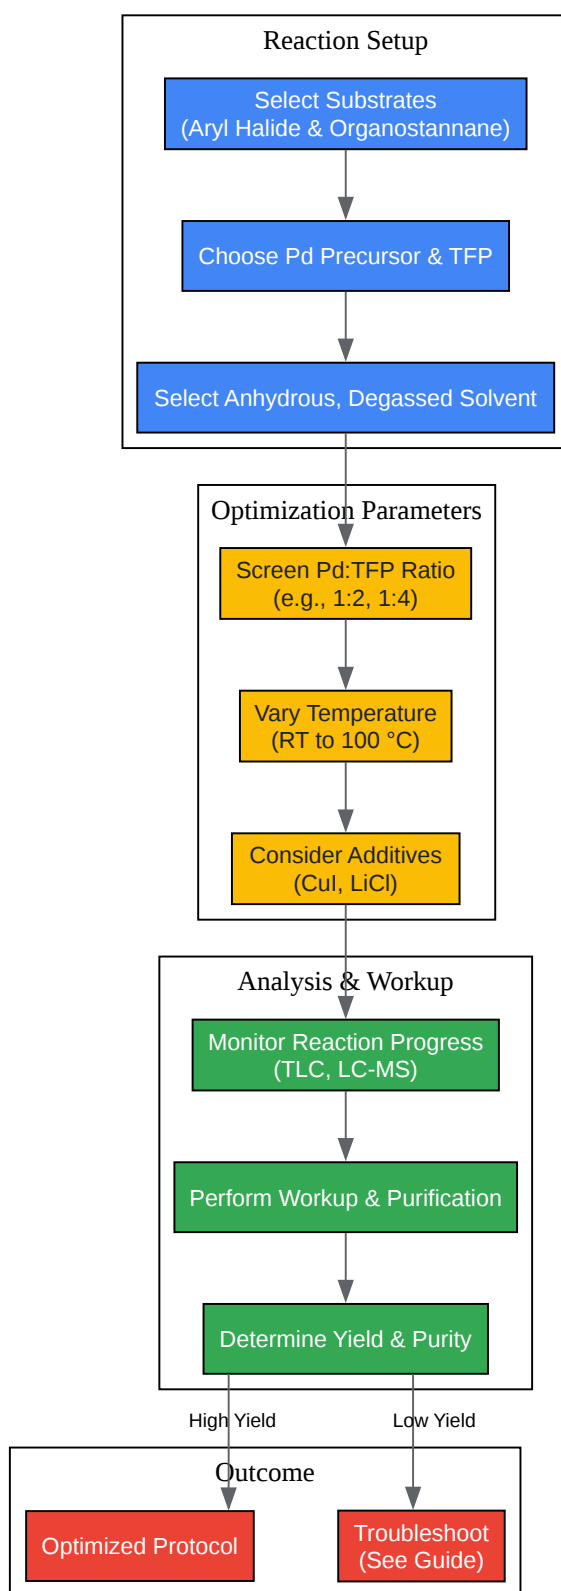 Reaction Setup
Select Substrates
(Aryl Halide & Organostannane)
Choose Pd Precursor & TFP
Select Anhydrous, Degassed Solvent
Optimization Parameters
Screen Pd:TFP Ratio
(e.g., 1:2, 1:4)
Vary Temperature
(RT to 100 °C)
Consider Additives
(CuI, LiCl)
Analysis & Workup
Monitor Reaction Progress
(TLC, LC-MS)
Perform Workup & Purification
Determine Yield & Purity
High Yield
Low Yield
Outcome
Optimized Protocol
Troubleshoot
(See Guide)